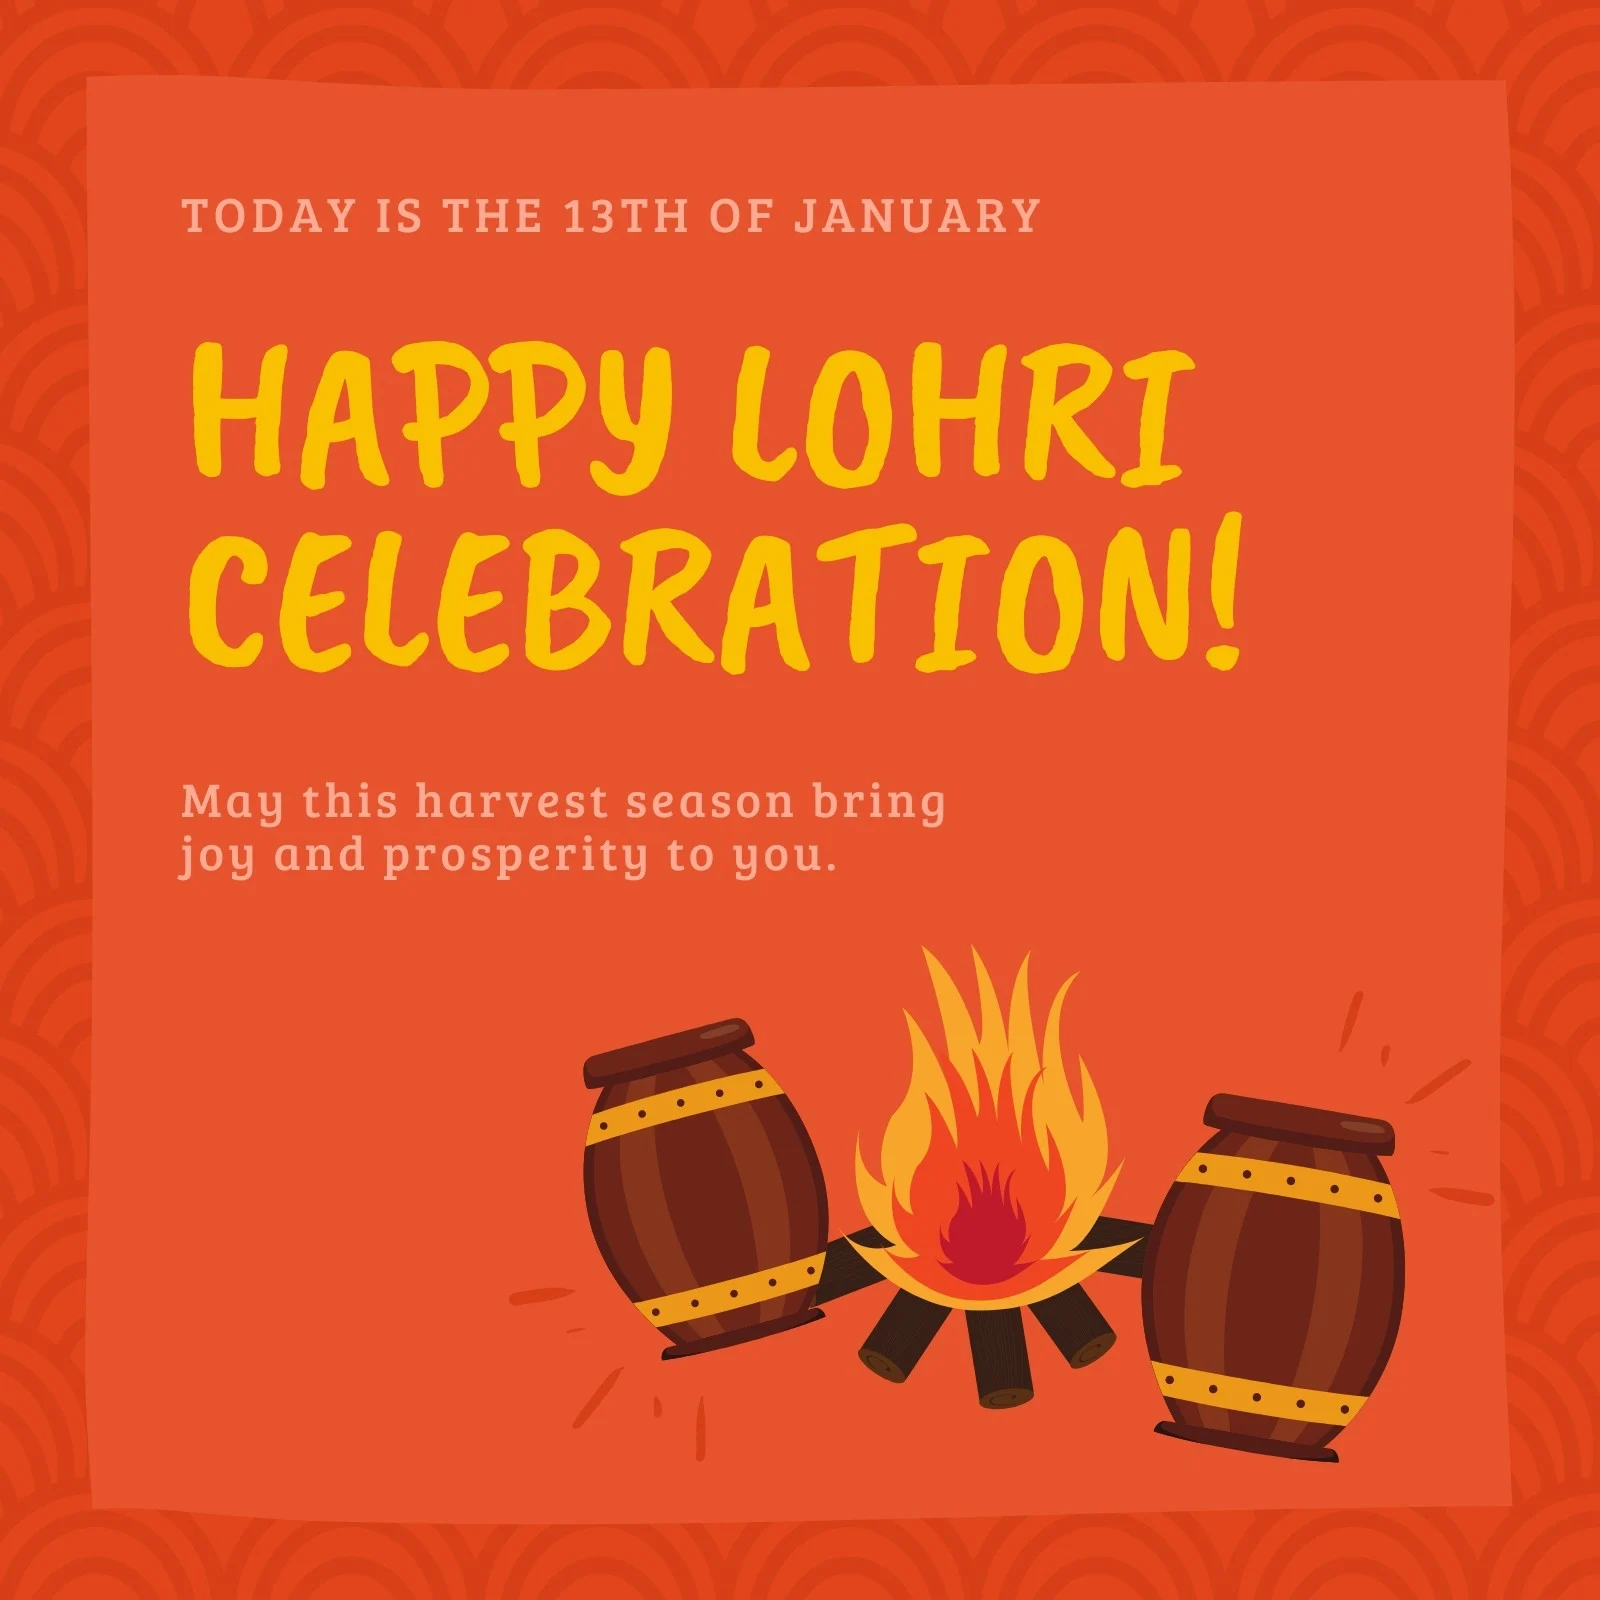 TODAY IS THE 13TH OF JANUARY
HAPPY LOHRI
CELEBRATION!
May this harvest season bring
joy and prosperity to you.